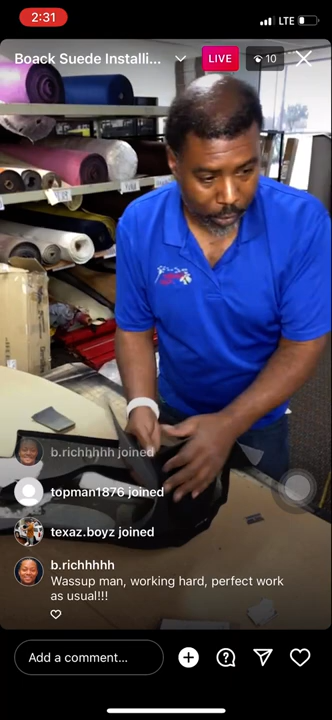 2:31
LTE
Boack Suede Installi...
LIVE
10
b.richhhhh joined
topman1876 joined
texaz.boyz joined
b.richhhhh
Wassup man, working hard, perfect work
as usual!!!
Add a comment...